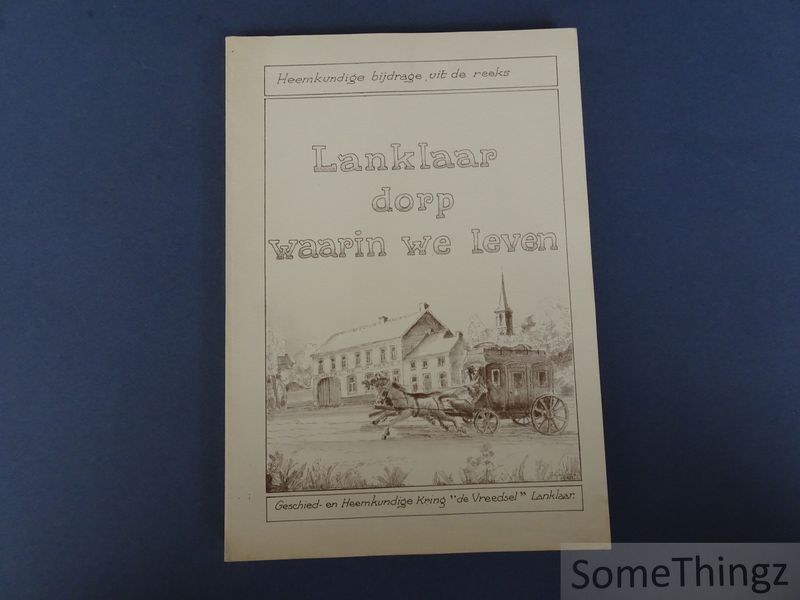 Heemkundige bijdrage uit de reeks
Lanklaar
dorp
waarin we leven
Geschied- en Heemkundige Kring "de Vreedsel" Lanklaar.
SomeThingz